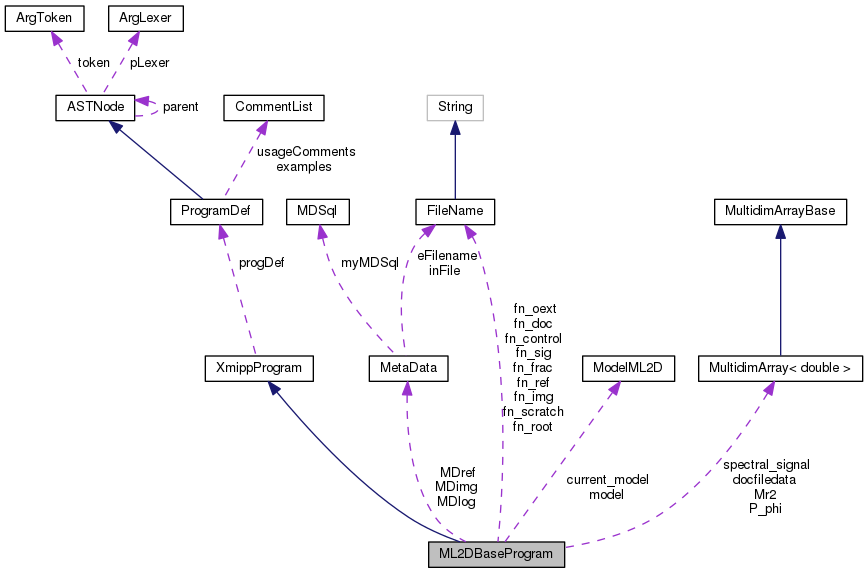 ArgToken
ArgLexer
token
pLexer
ASTNode
parent
CommentList
String
usageComments
examples
ProgramDef
MDSql
FileName
MultidimArrayBase
progDef
myMDSql
eFilename
inFile
fn_oext
fn_doc
fn_control
fn_sig
fn_frac
fn_ref
fn_img
fn_scratch
fn_root
XmippProgram
MetaData
ModelML2D
MultidimArray< double >
MDref
MDimg
MDlog
current_model
model
spectral_signal
docfiledata
Mr2
P_phi
ML2DBaseProgram